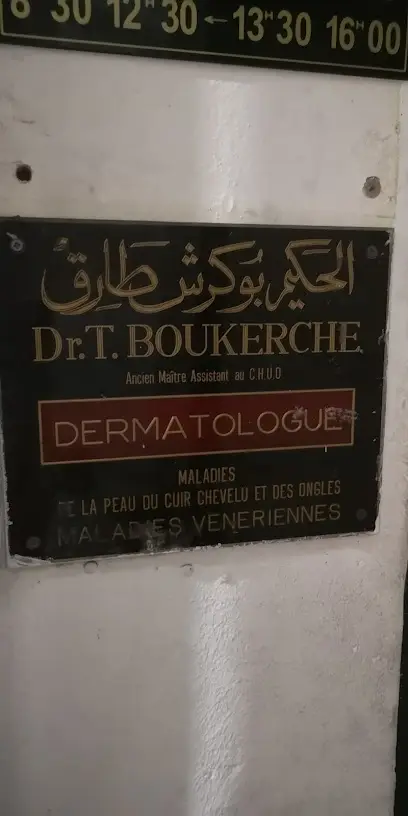 8 30 12H30 ← 13H30 16H00
الحكيم بوكرش طارق
Dr.T. BOUKERCHE
Ancien Maître Assistant au C.H.U.O
DERMATOLOGUE
MALADIES
DE LA PEAU DU CUIR CHEVELU ET DES ONGLES
MALADIES VENERIENNES